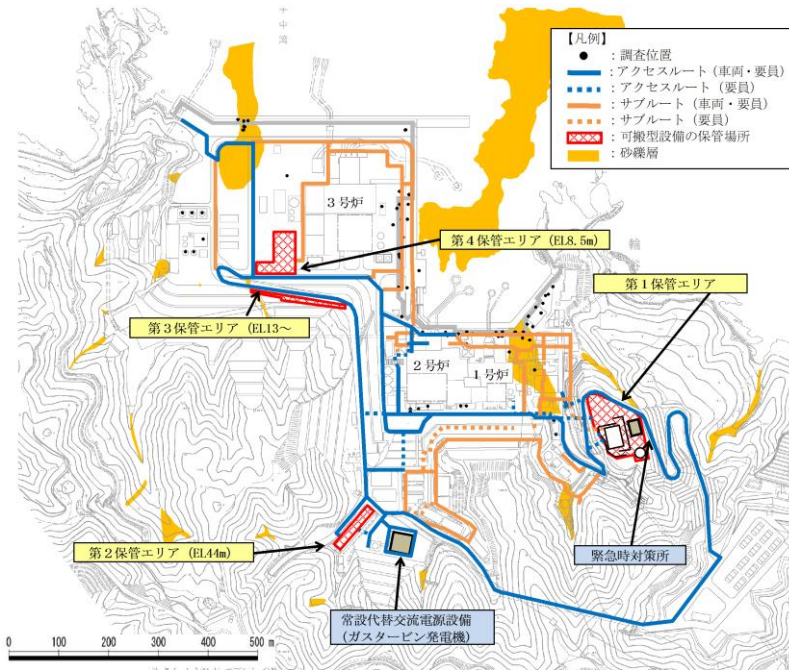 【凡例】
● : 調査位置
: アクセスルート（車両・要員）
: アクセスルート（要員）
: サブルート（車両・要員）
: サブルート（要員）
: 可搬型設備の保管場所
: 砂礫層
3号炉
第4保管エリア（EL8.5m）
第1保管エリア
第3保管エリア（EL13～
2号炉
1号炉
第2保管エリア（EL44m）
緊急時対策所
常設代替交流電源設備
（ガスタービン発電機）
0 100 200 300 400 500 m